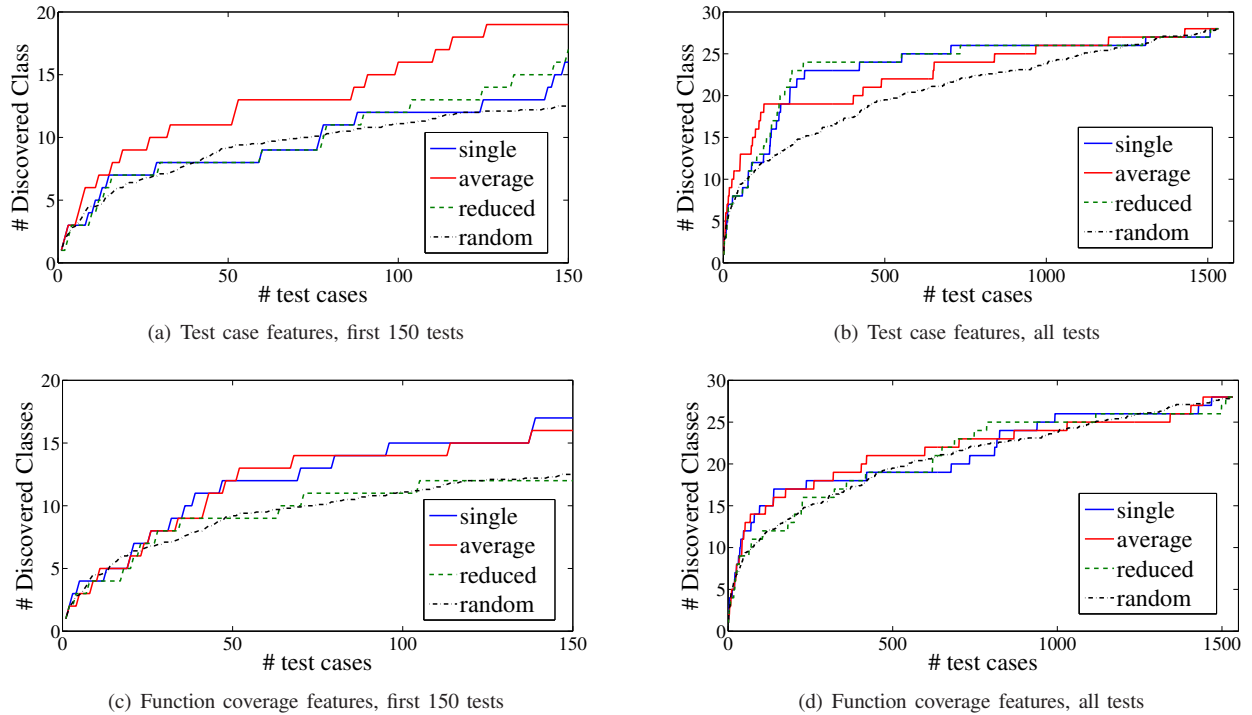 20
15
10
5
0
# Discovered Class
0 50 100 150
# test cases
single
average
reduced
random
(a) Test case features, first 150 tests
30
25
20
15
10
5
0
# Discovered Class
0 500 1000 1500
# test cases
single
average
reduced
random
(b) Test case features, all tests
20
15
10
5
0
# Discovered Classes
0 50 100 150
# test cases
single
average
reduced
random
(c) Function coverage features, first 150 tests
30
25
20
15
10
5
0
# Discovered Classes
0 500 1000 1500
# test cases
single
average
reduced
random
(d) Function coverage features, all tests